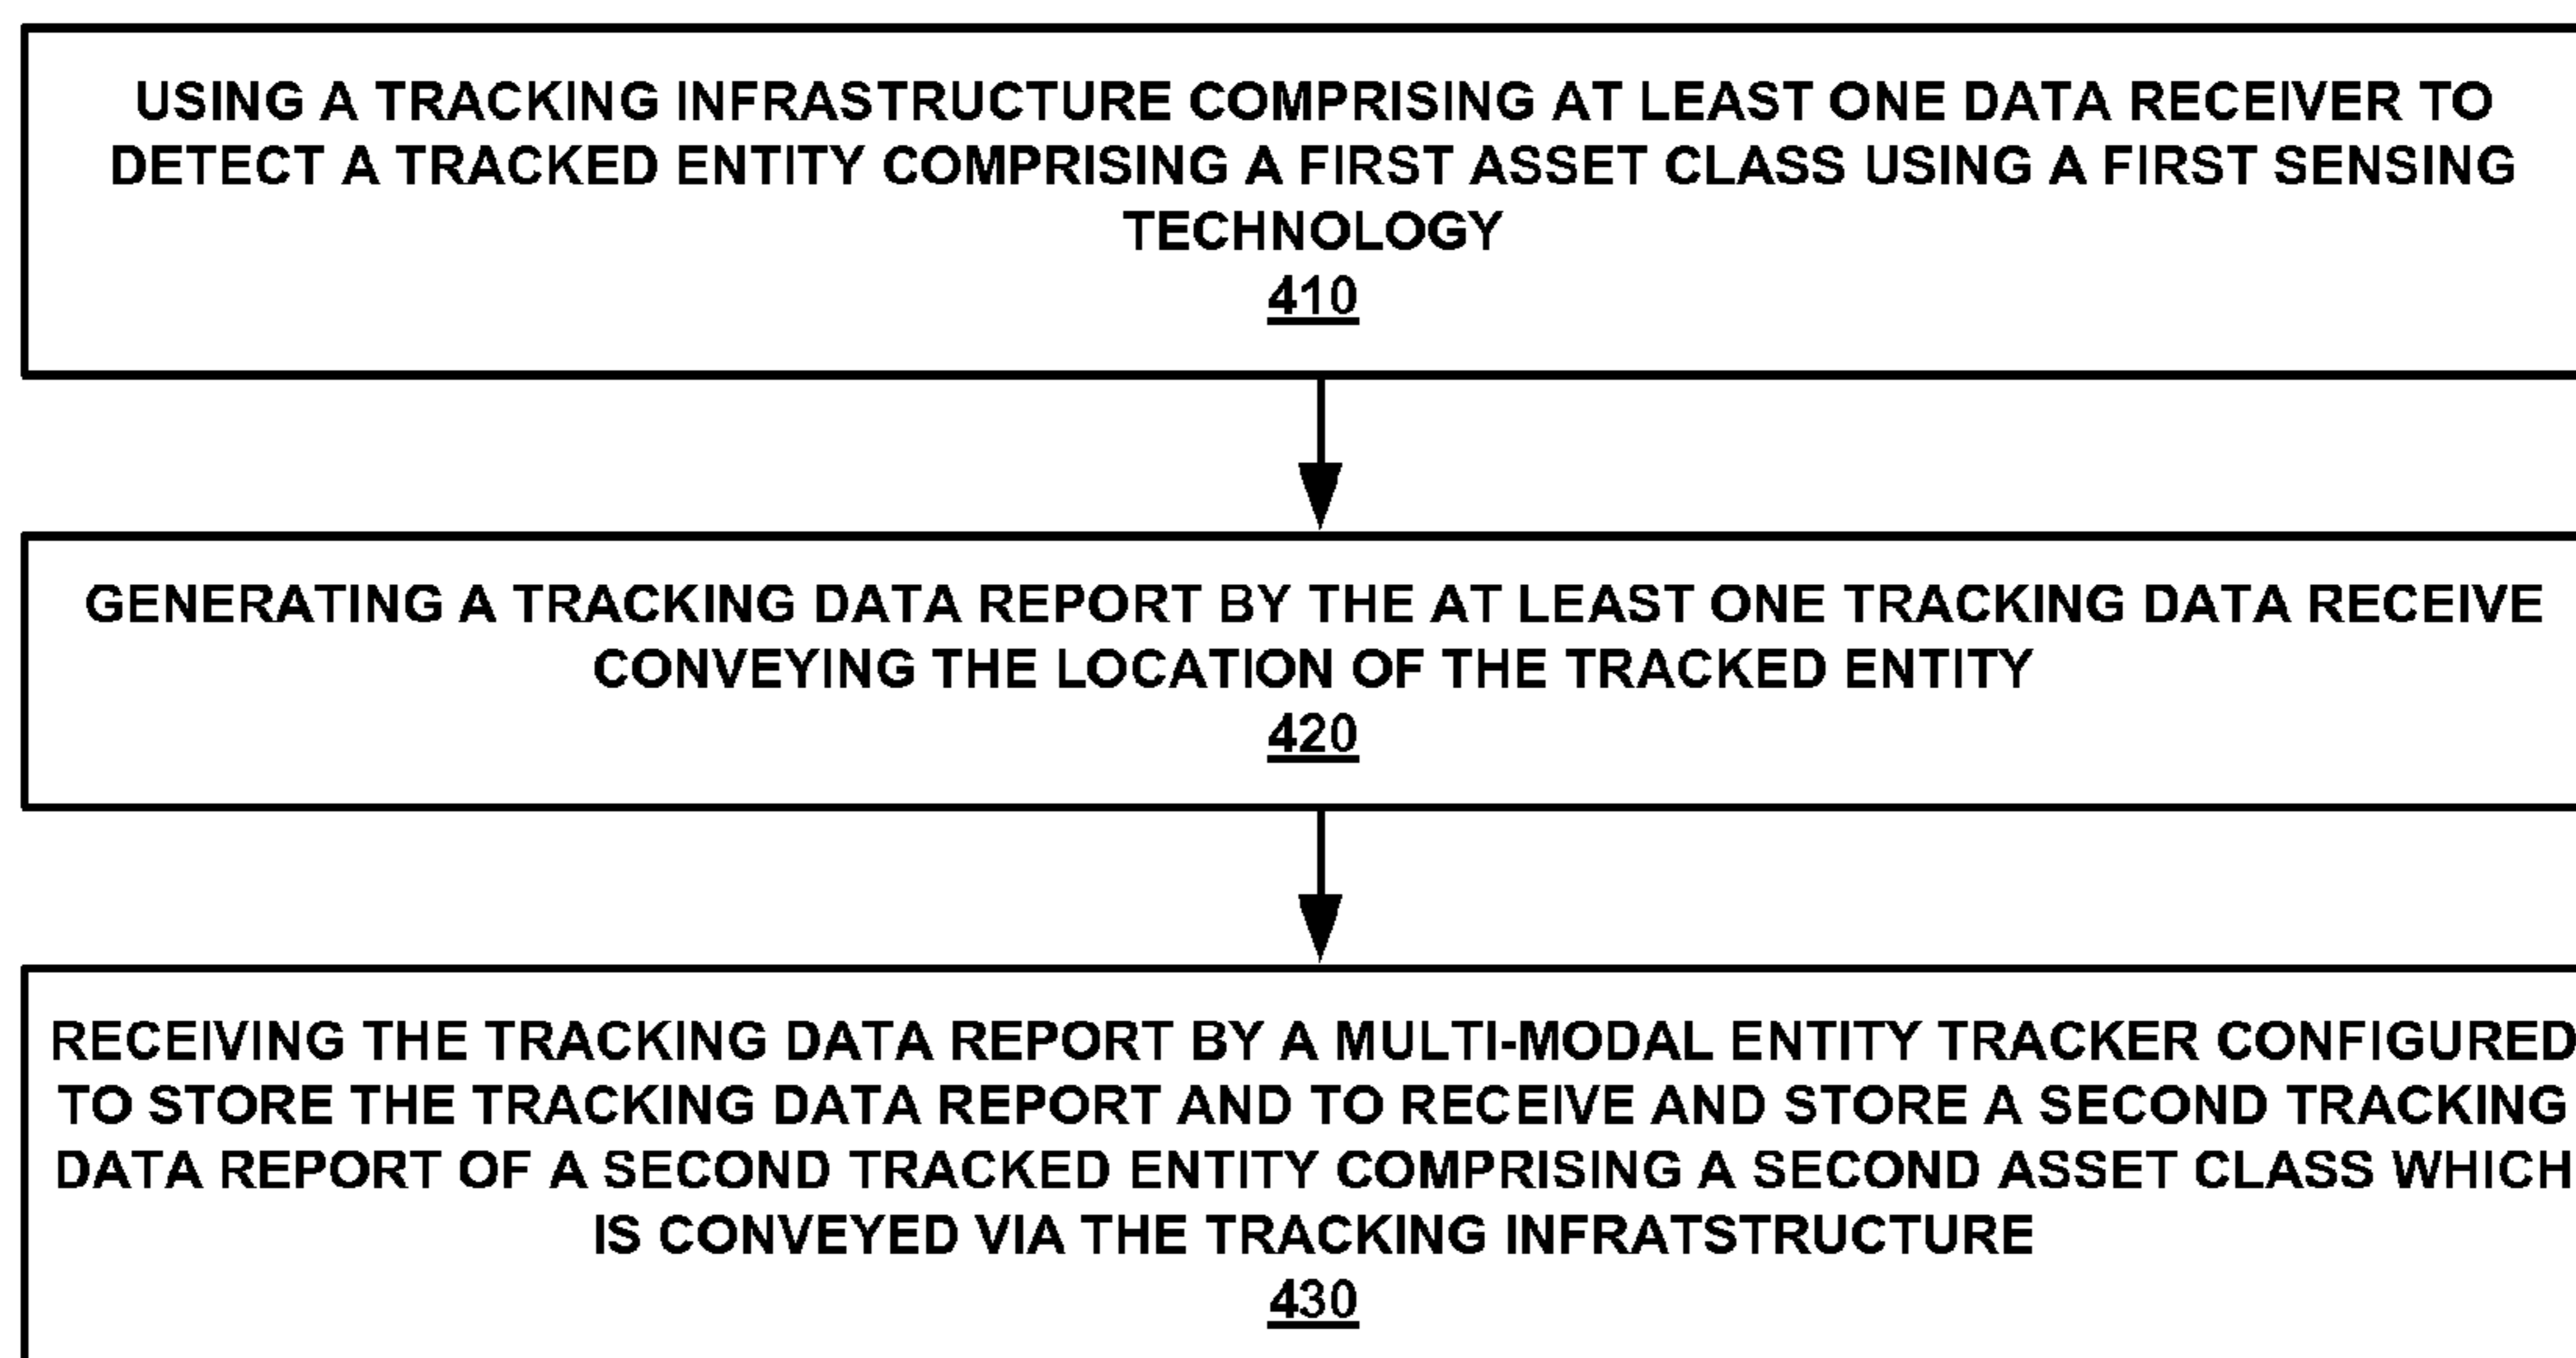 USING A TRACKING INFRASTRUCTURE COMPRISING AT LEAST ONE DATA RECEIVER TO
DETECT A TRACKED ENTITY COMPRISING A FIRST ASSET CLASS USING A FIRST SENSING
TECHNOLOGY
410
GENERATING A TRACKING DATA REPORT BY THE AT LEAST ONE TRACKING DATA RECEIVE
CONVEYING THE LOCATION OF THE TRACKED ENTITY
420
RECEIVING THE TRACKING DATA REPORT BY A MULTI-MODAL ENTITY TRACKER CONFIGURED
TO STORE THE TRACKING DATA REPORT AND TO RECEIVE AND STORE A SECOND TRACKING
DATA REPORT OF A SECOND TRACKED ENTITY COMPRISING A SECOND ASSET CLASS WHICH
IS CONVEYED VIA THE TRACKING INFRATSTRUCTURE
430